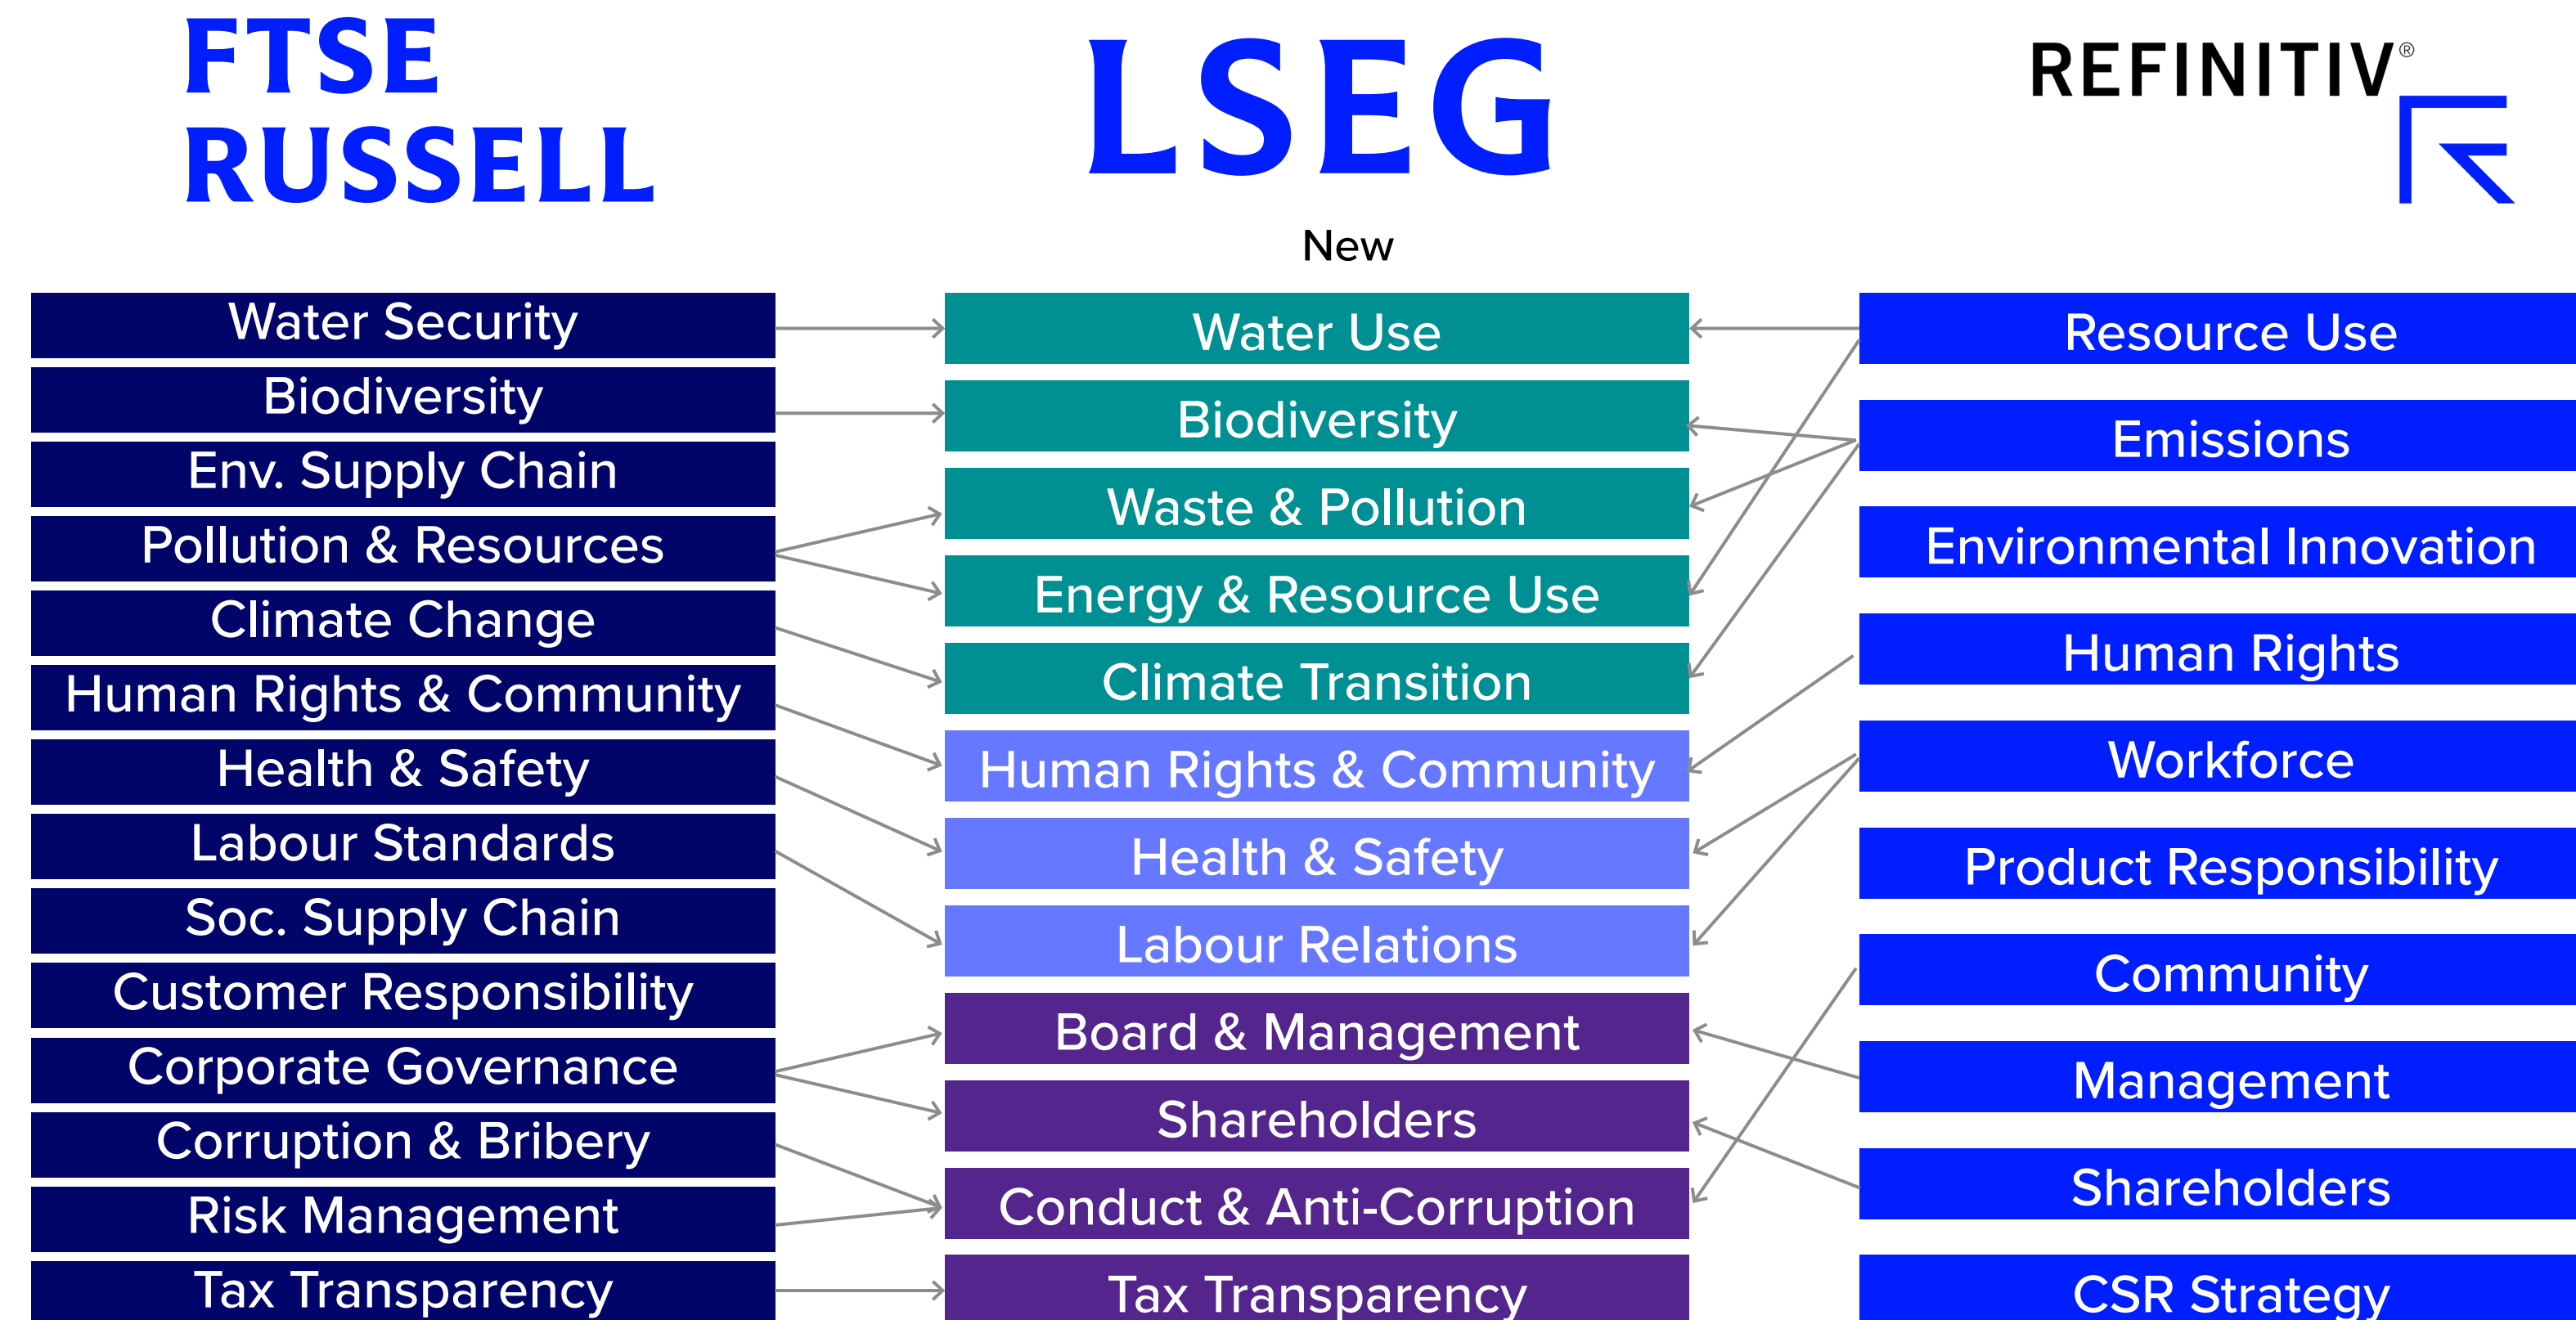 FTSE
RUSSELL
LSEG
New
REFINITIV®
Water Security
Biodiversity
Env. Supply Chain
Pollution & Resources
Climate Change
Human Rights & Community
Health & Safety
Labour Standards
Soc. Supply Chain
Customer Responsibility
Corporate Governance
Corruption & Bribery
Risk Management
Tax Transparency
Water Use
Biodiversity
Waste & Pollution
Energy & Resource Use
Climate Transition
Human Rights & Community
Health & Safety
Labour Relations
Board & Management
Shareholders
Conduct & Anti-Corruption
Tax Transparency
Resource Use
Emissions
Environmental Innovation
Human Rights
Workforce
Product Responsibility
Community
Management
Shareholders
CSR Strategy